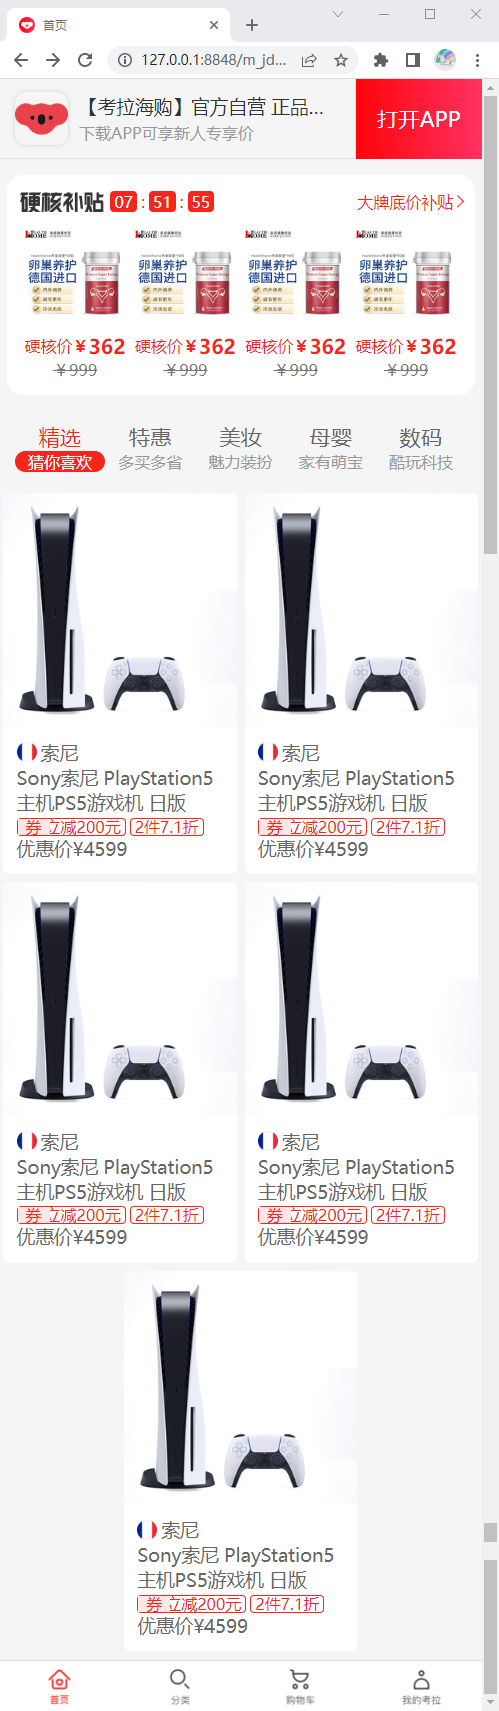 首页
127.0.0.1:8848/m_jd...
【考拉海购】官方自营 正品...
下载APP可享新人专享价
打开APP
硬核补贴 07 : 51 : 55
大牌底价补贴
卵巢养护 卵巢养护 卵巢养护 卵巢养护
德国进口 德国进口 德国进口 德国进口
硬核价￥362 硬核价￥362 硬核价￥362 硬核价￥362
￥999 ￥999 ￥999 ￥999
精选 特惠 美妆 母婴 数码
猜你喜欢 多买多省 魅力装扮 家有萌宝 酷玩科技
索尼
Sony索尼 PlayStation5
主机PS5游戏机 日版
券 立减200元 2件7.1折
优惠价¥4599
索尼
Sony索尼 PlayStation5
主机PS5游戏机 日版
券 立减200元 2件7.1折
优惠价¥4599
索尼
Sony索尼 PlayStation5
主机PS5游戏机 日版
券 立减200元 2件7.1折
优惠价¥4599
索尼
Sony索尼 PlayStation5
主机PS5游戏机 日版
券 立减200元 2件7.1折
优惠价¥4599
索尼
Sony索尼 PlayStation5
主机PS5游戏机 日版
券 立减200元 2件7.1折
优惠价¥4599
首页 分类 购物车 我的考拉